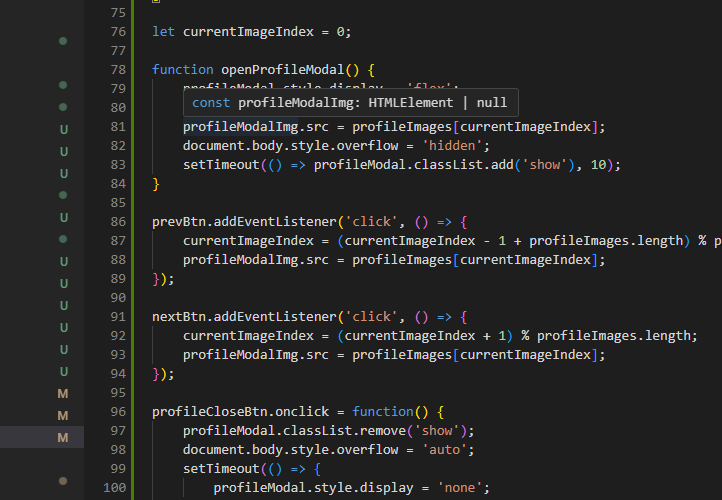 75
76 let currentImageIndex = 0;
77
78 function openProfileModal() {
79 profileModal.style.display = 'flex';
80 const profileModalImg: HTMLElement | null
81 profileModalImg.src = profileImages[currentImageIndex];
U
82 document.body.style.overflow = 'hidden';
U
83 setTimeout(() => profileModal.classList.add('show'), 10);
U
84 }
85
U
86 prevBtn.addEventListener('click', () => {
87 currentImageIndex = (currentImageIndex - 1 + profileImages.length) % p
88 profileModalImg.src = profileImages[currentImageIndex];
U
89 });
U
90
U
91 nextBtn.addEventListener('click', () => {
U
92 currentImageIndex = (currentImageIndex + 1) % profileImages.length;
93 profileModalImg.src = profileImages[currentImageIndex];
U
94 });
U
95
M
96 profileCloseBtn.onclick = function() {
M
97 profileModal.classList.remove('show');
M
98 document.body.style.overflow = 'auto';
99 setTimeout(() => {
100 profileModal.style.display = 'none';